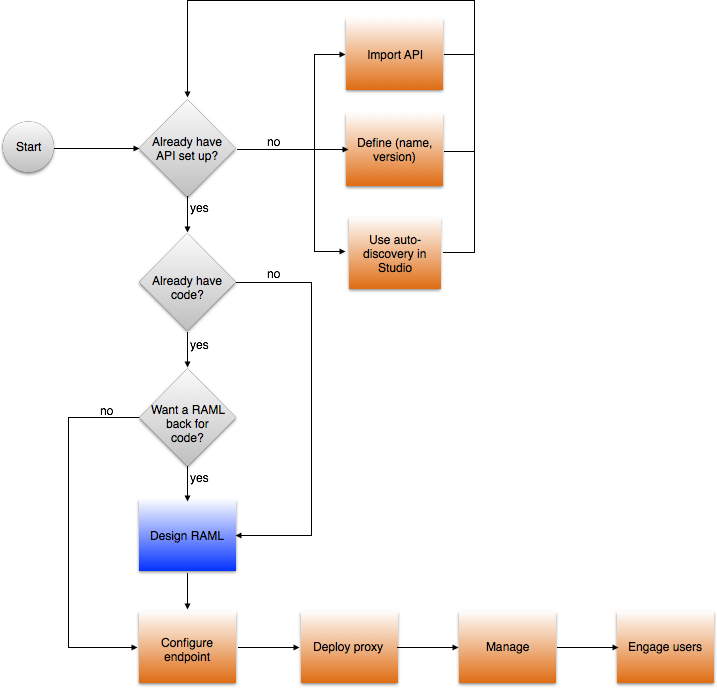 Import API
Start
Already have
API set up?
no
Define (name,
version)
yes
Use auto-
discovery in
Studio
Already have
code?
no
yes
Want a RAML
back for
code?
no
yes
Design RAML
Configure
endpoint
Deploy proxy
Manage
Engage users